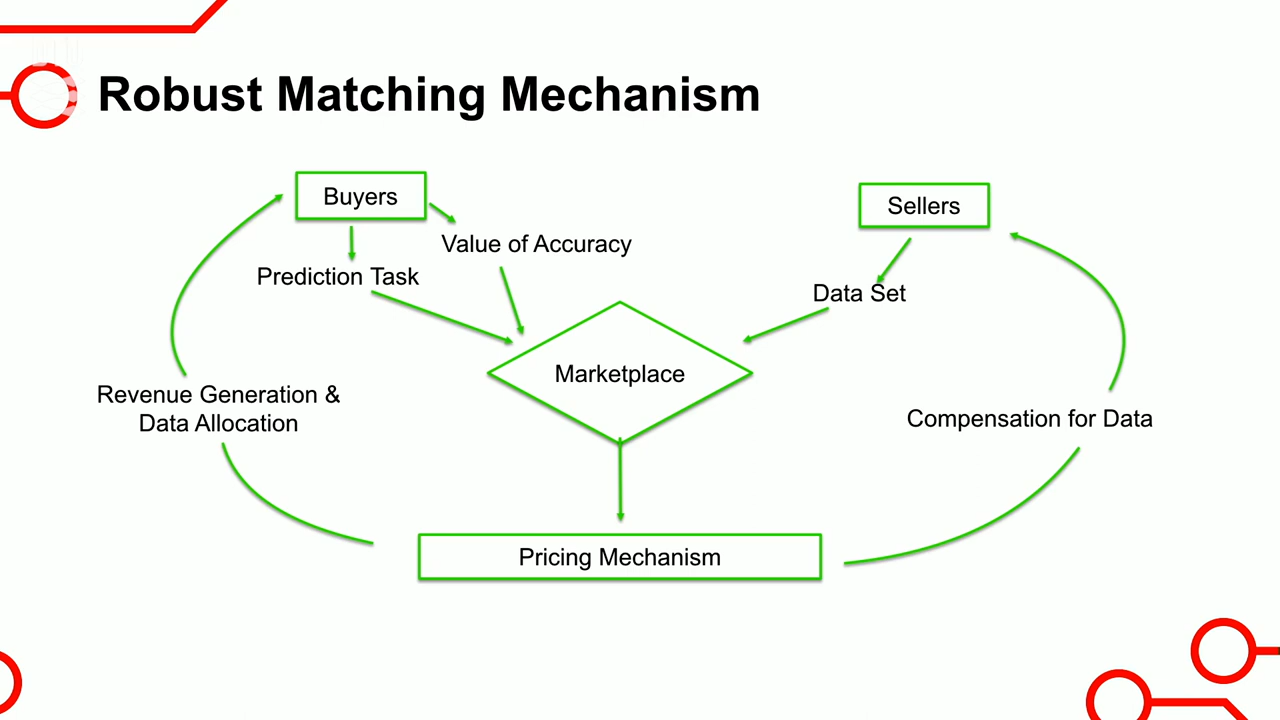 Robust Matching Mechanism
Buyers
Sellers
Value of Accuracy
Prediction Task
Data Set
Marketplace
Revenue Generation &
Data Allocation
Compensation for Data
Pricing Mechanism